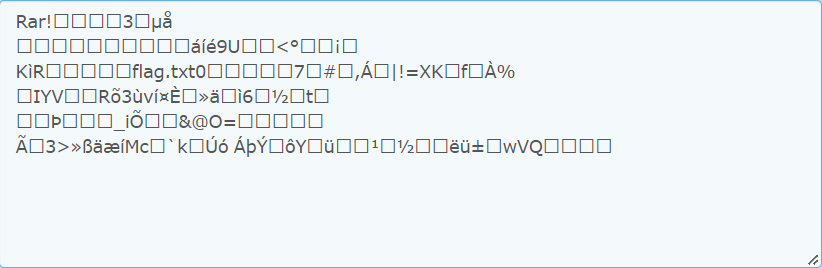 Rar!□□□□3□µå
□□□□□□□□□□áíé9U□□<°□□¡□
KìR□□□□□flag.txt0□□□□□7□#□,Á□|!=XK□f□À%
□IYV□□Rõ3ùví¤È□»ä□ì6□½□t□
□□Þ□□□_iÕ□□&@O=□□□□□
Ã□3>»ßäæíMc□`k□Úó ÁþÝ□ôY□ü□□¹□½□□ëü±□wVQ□□□□